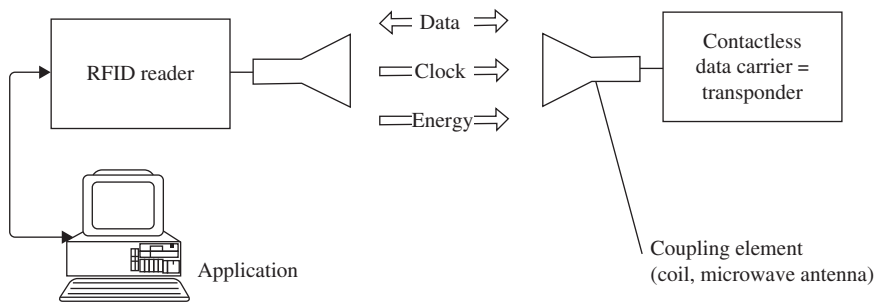 Data
RFID reader
Clock
Energy
Contactless
data carrier =
transponder
Application
Coupling element
(coil, microwave antenna)